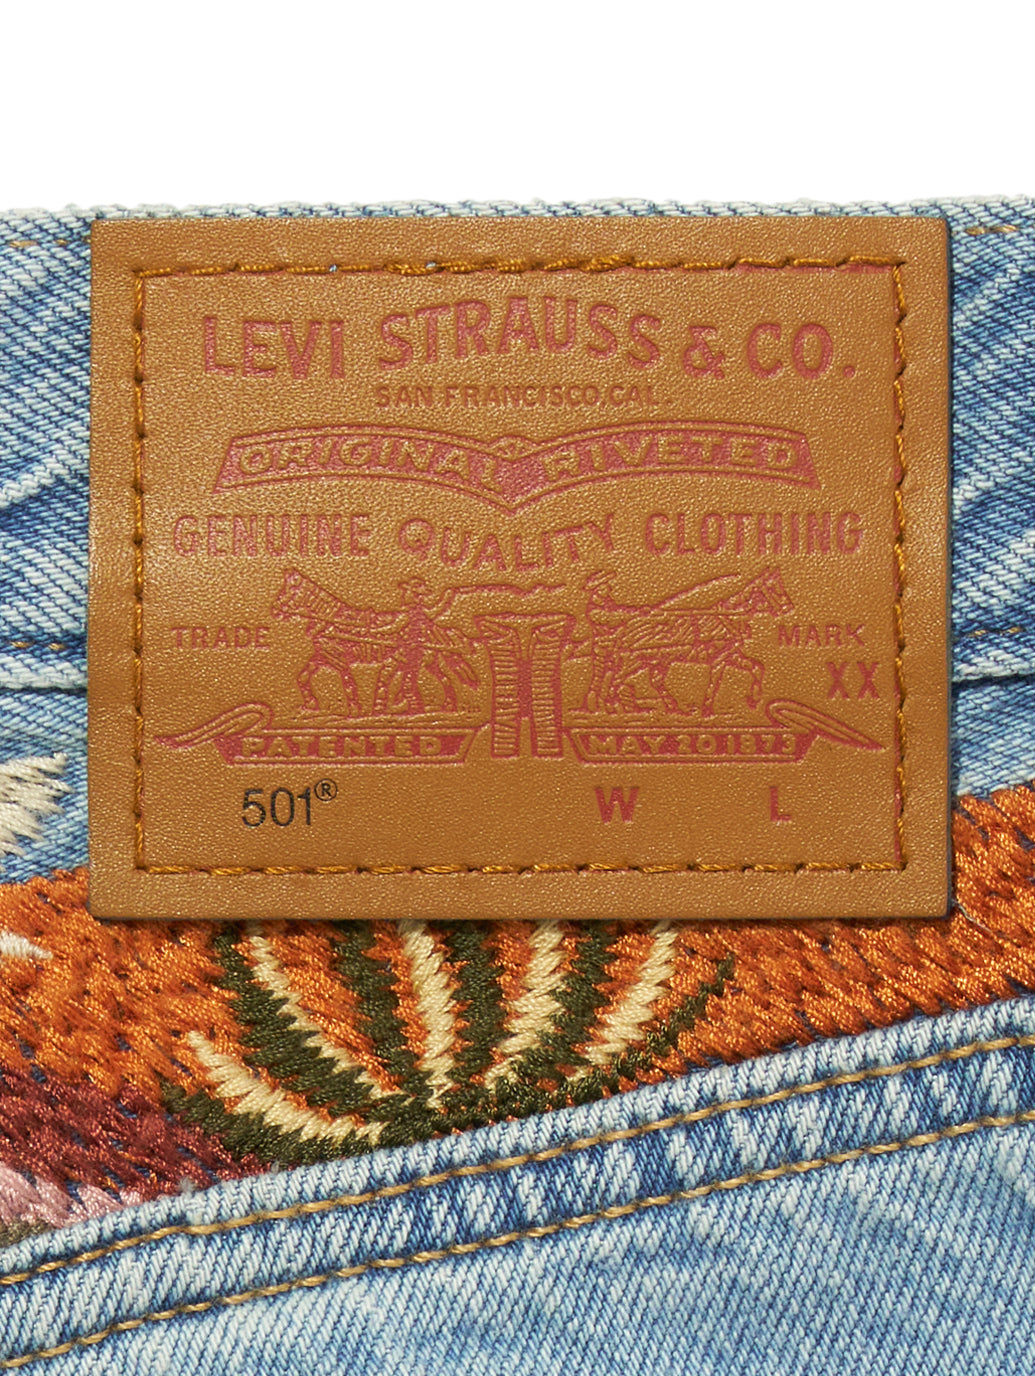 LEVI STRAUSS & CO.
SAN FRANCISCO, CAL.
ORIGINAL RIVETED
GENUINE QUALITY CLOTHING
TRADE MARK
XX
PATENTED MAY 20 1873
501® W L